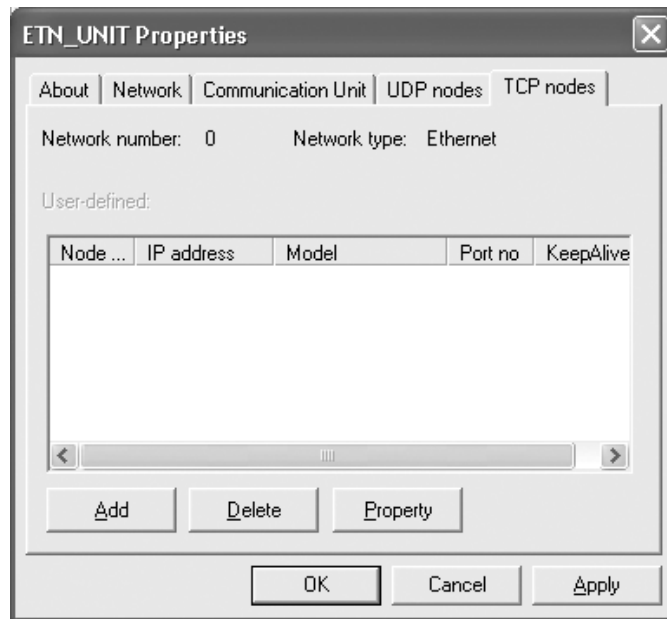 ETN_UNIT Properties
About Network Communication Unit UDP nodes TCP nodes
Network number: 0 Network type: Ethernet
User-defined:
Node ... IP address Model Port no KeepAlive
Add Delete Property
OK Cancel Apply